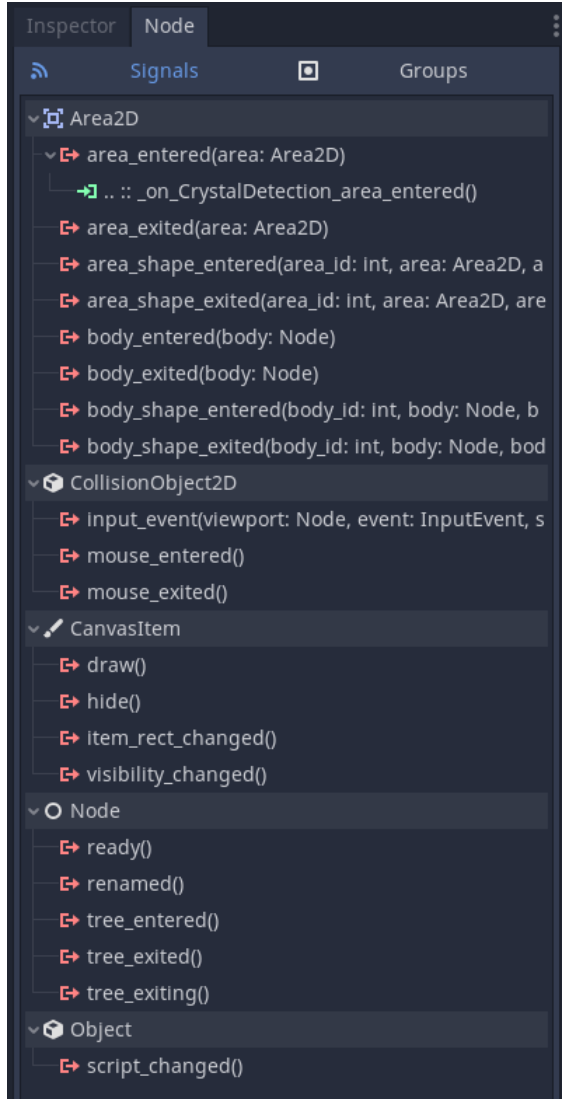 Inspector Node
Signals Groups
Area2D
area_entered(area: Area2D)
.. :: _on_CrystalDetection_area_entered()
area_exited(area: Area2D)
area_shape_entered(area_id: int, area: Area2D, a
area_shape_exited(area_id: int, area: Area2D, are
body_entered(body: Node)
body_exited(body: Node)
body_shape_entered(body_id: int, body: Node, b
body_shape_exited(body_id: int, body: Node, bod
CollisionObject2D
input_event(viewport: Node, event: InputEvent, s
mouse_entered()
mouse_exited()
CanvasItem
draw()
hide()
item_rect_changed()
visibility_changed()
Node
ready()
renamed()
tree_entered()
tree_exited()
tree_exiting()
Object
script_changed()